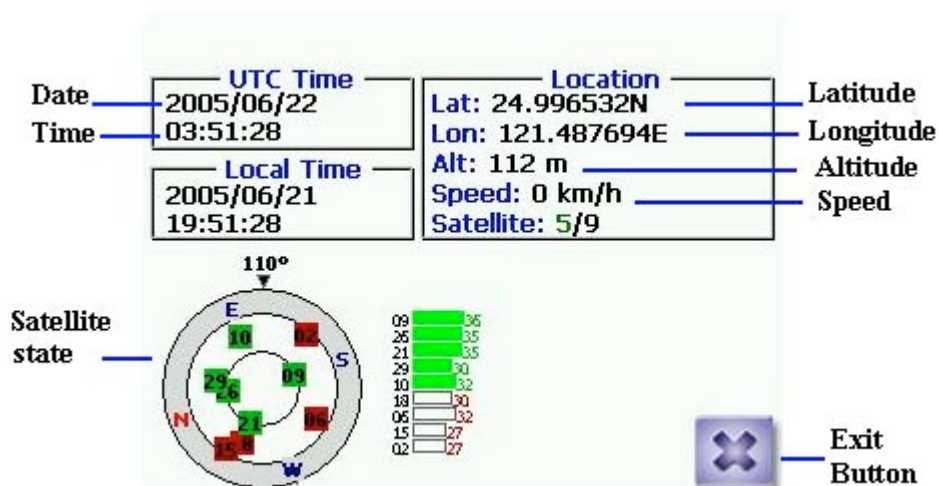 UTC Time
2005/06/22
03:51:28
Location
Lat: 24.996532N
Lon: 121.487694E
Alt: 112 m
Speed: 0 km/h
Satellite: 5/9
Local Time
2005/06/21
19:51:28
Date
Time
Latitude
Longitude
Altitude
Speed
110°
E
S
N
W
10
02
29
26
09
21
06
15
8
09 36
26 35
21 35
29 30
10 32
18 30
06 32
15 27
02 27
Satellite
state
Exit
Button